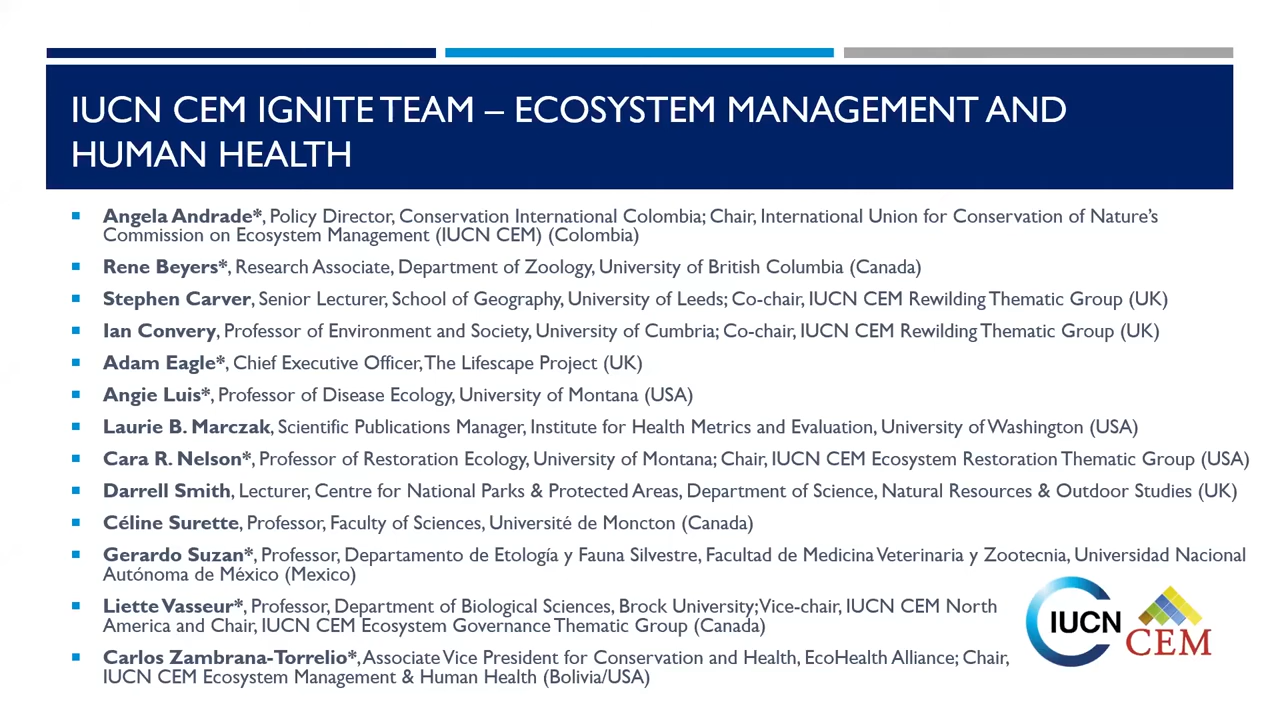 IUCN CEM IGNITE TEAM – ECOSYSTEM MANAGEMENT AND
HUMAN HEALTH
Angela Andrade*, Policy Director, Conservation International Colombia; Chair, International Union for Conservation of Nature's
Commission on Ecosystem Management (IUCN CEM) (Colombia)
Rene Beyers*, Research Associate, Department of Zoology, University of British Columbia (Canada)
Stephen Carver, Senior Lecturer, School of Geography, University of Leeds; Co-chair, IUCN CEM Rewilding Thematic Group (UK)
Ian Convery, Professor of Environment and Society, University of Cumbria; Co-chair, IUCN CEM Rewilding Thematic Group (UK)
Adam Eagle*, Chief Executive Officer, The Lifescape Project (UK)
Angie Luis*, Professor of Disease Ecology, University of Montana (USA)
Laurie B. Marczak, Scientific Publications Manager, Institute for Health Metrics and Evaluation, University of Washington (USA)
Cara R. Nelson*, Professor of Restoration Ecology, University of Montana; Chair, IUCN CEM Ecosystem Restoration Thematic Group (USA)
Darrell Smith, Lecturer, Centre for National Parks & Protected Areas, Department of Science, Natural Resources & Outdoor Studies (UK)
Céline Surette, Professor, Faculty of Sciences, Université de Moncton (Canada)
Gerardo Suzan*, Professor, Departamento de Etología y Fauna Silvestre, Facultad de Medicina Veterinaria y Zootecnia, Universidad Nacional
Autónoma de México (Mexico)
Liette Vasseur*, Professor, Department of Biological Sciences, Brock University; Vice-chair, IUCN CEM North
America and Chair, IUCN CEM Ecosystem Governance Thematic Group (Canada)
Carlos Zambrana-Torrelio*, Associate Vice President for Conservation and Health, EcoHealth Alliance; Chair,
IUCN CEM Ecosystem Management & Human Health (Bolivia/USA)
IUCN
CEM